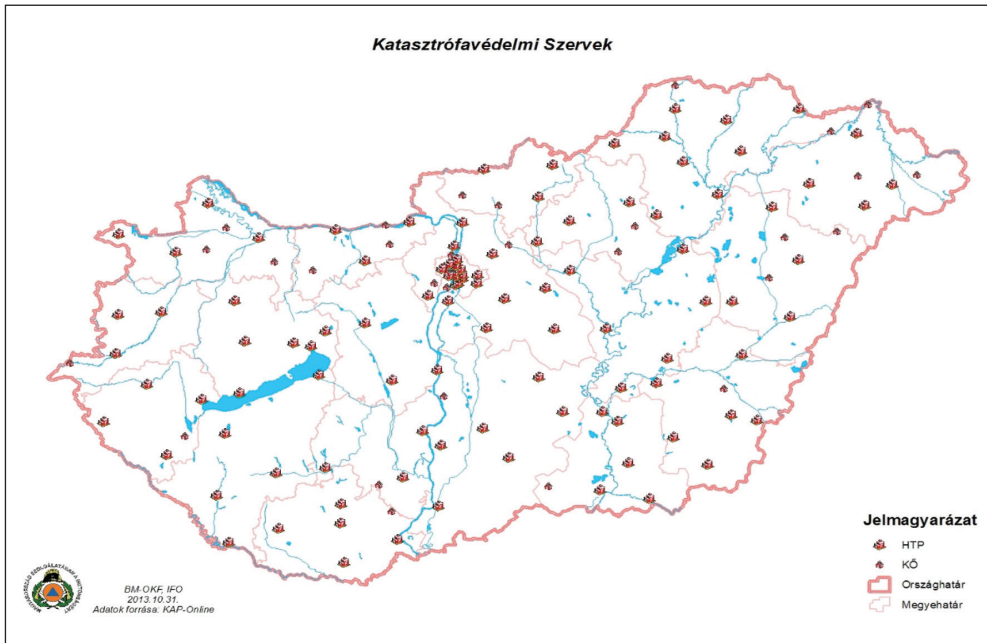 Katasztrófavédelmi Szervek
Jelmagyarázat
HTP
KŐ
Országhatár
Megyehatár
BM-OKF, IFO
2013.10.31.
Adatok forrása: KAP-Online